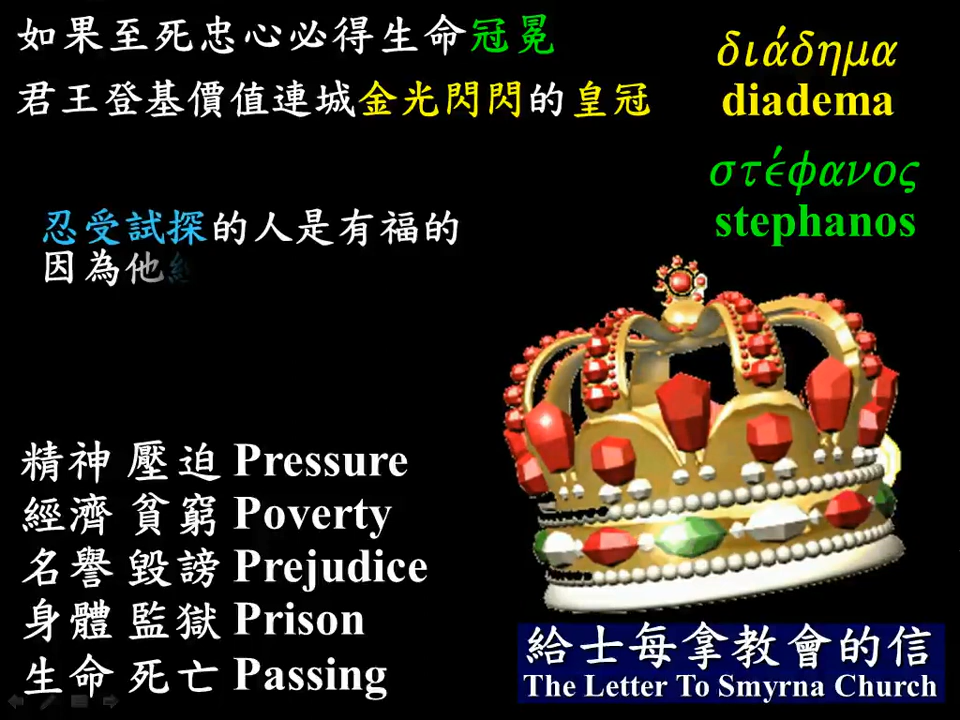 如果至死忠心必得生命冠冕
君王登基價值連城金光閃閃的皇冠
διάδημα
diadema
στέφανος
stephanos
忍受試探的人是有福的
因為他經
精神 壓迫 Pressure
經濟 貧窮 Poverty
名譽 毀謗 Prejudice
身體 監獄 Prison
生命 死亡 Passing
給士每拿教會的信
The Letter To Smyrna Church